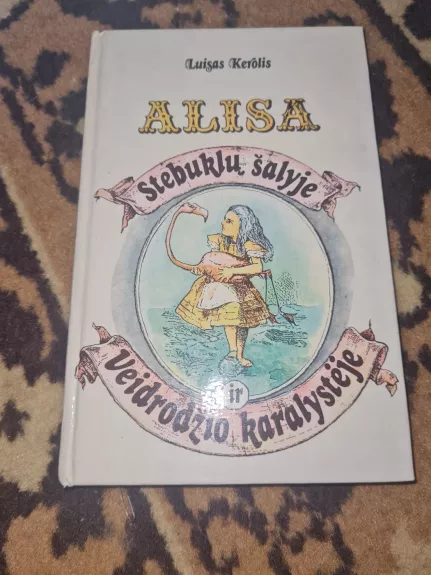 Luisas Kerolis
ALISA
Stebuklų šalyje
ir
Veidrodžio karalystėje